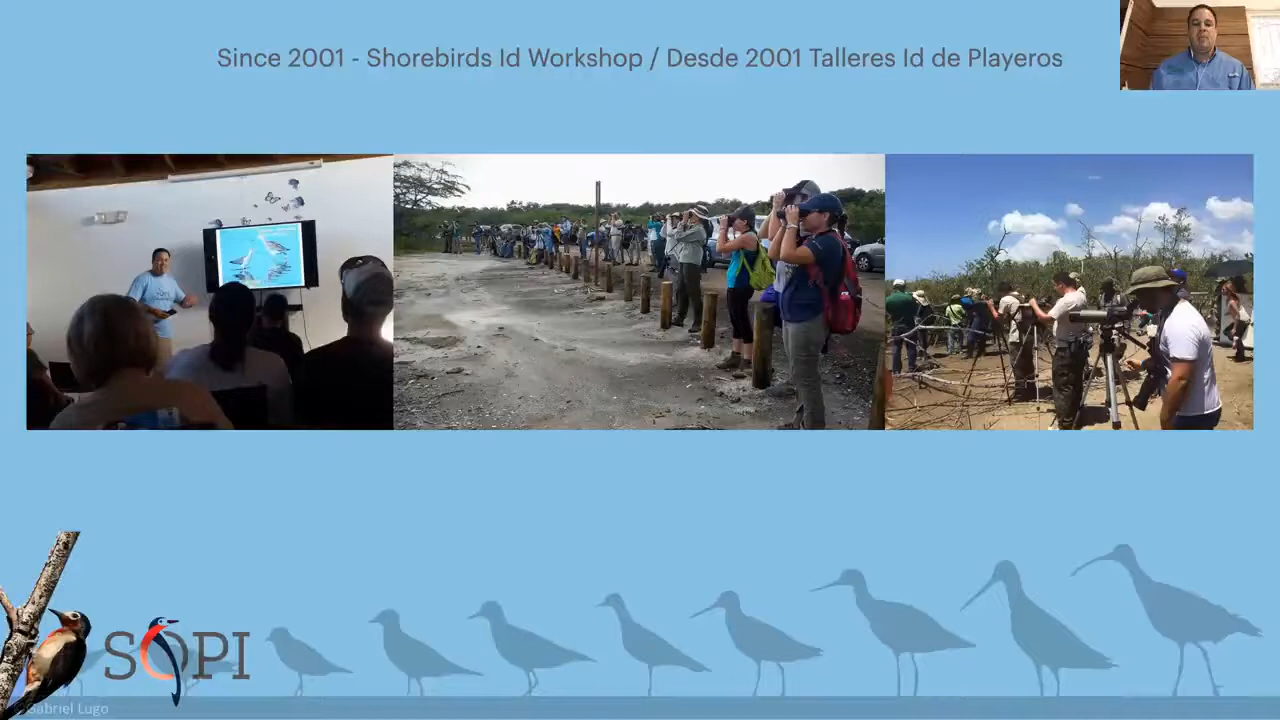 Since 2001 - Shorebirds Id Workshop / Desde 2001 Talleres Id de Playeros
SOPI
Gabriel Lugo